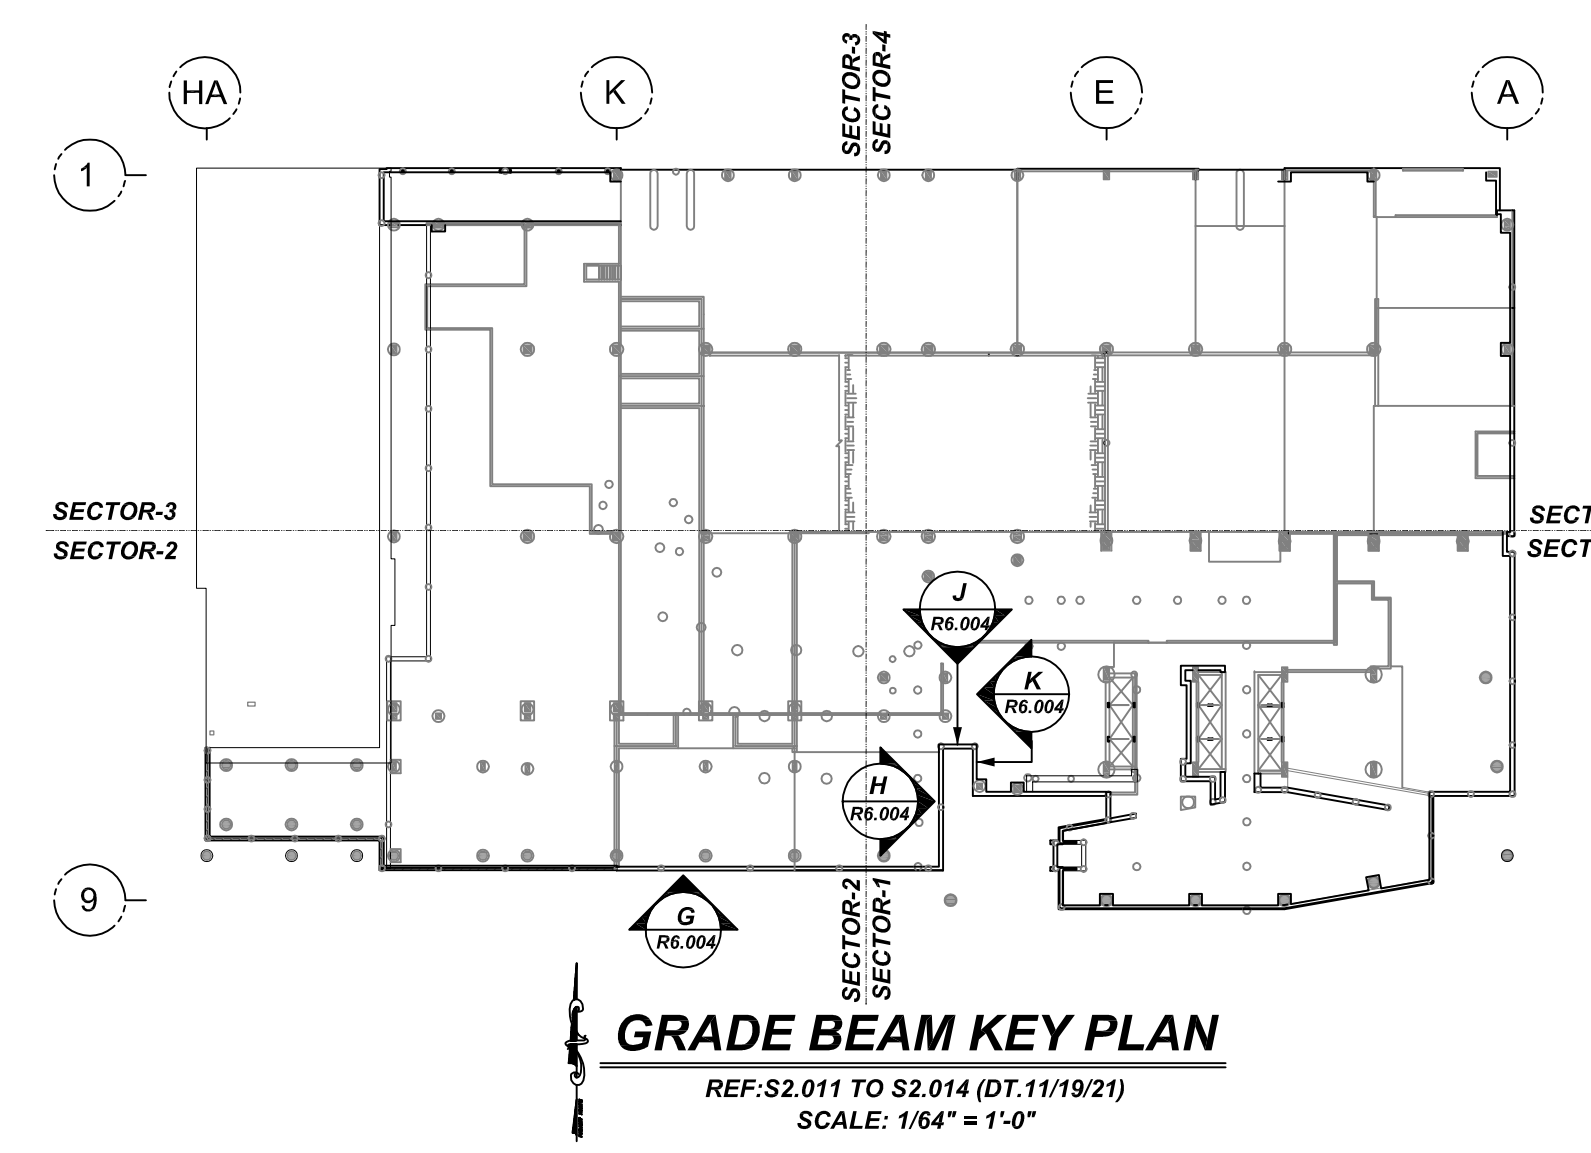 SECTOR-3
SECTOR-4
HA
K
E
A
1
SECTOR-3
SECTOR-2
SECT
SECT
J
R6.004
K
R6.004
H
R6.004
9
G
R6.004
SECTOR-2
SECTOR-1
GRADE BEAM KEY PLAN
REF:S2.011 TO S2.014 (DT.11/19/21)
SCALE: 1/64" = 1'-0"